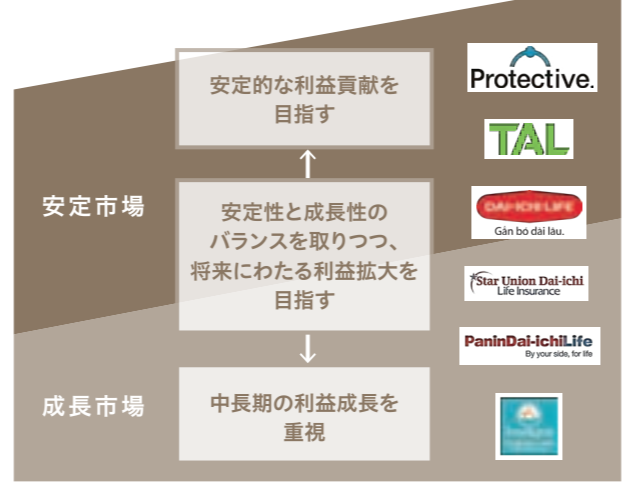 安定的な利益貢献を
目指す
Protective.
TAL
安定市場
安定性と成長性の
バランスを取りつつ、
将来にわたる利益拡大を
目指す
DAI-ICHI LIFE
Gắn bó dài lâu.
Star Union Dai-ichi
Life Insurance
PaninDai-ichiLife
By your side, for life
成長市場
中長期の利益成長を
重視